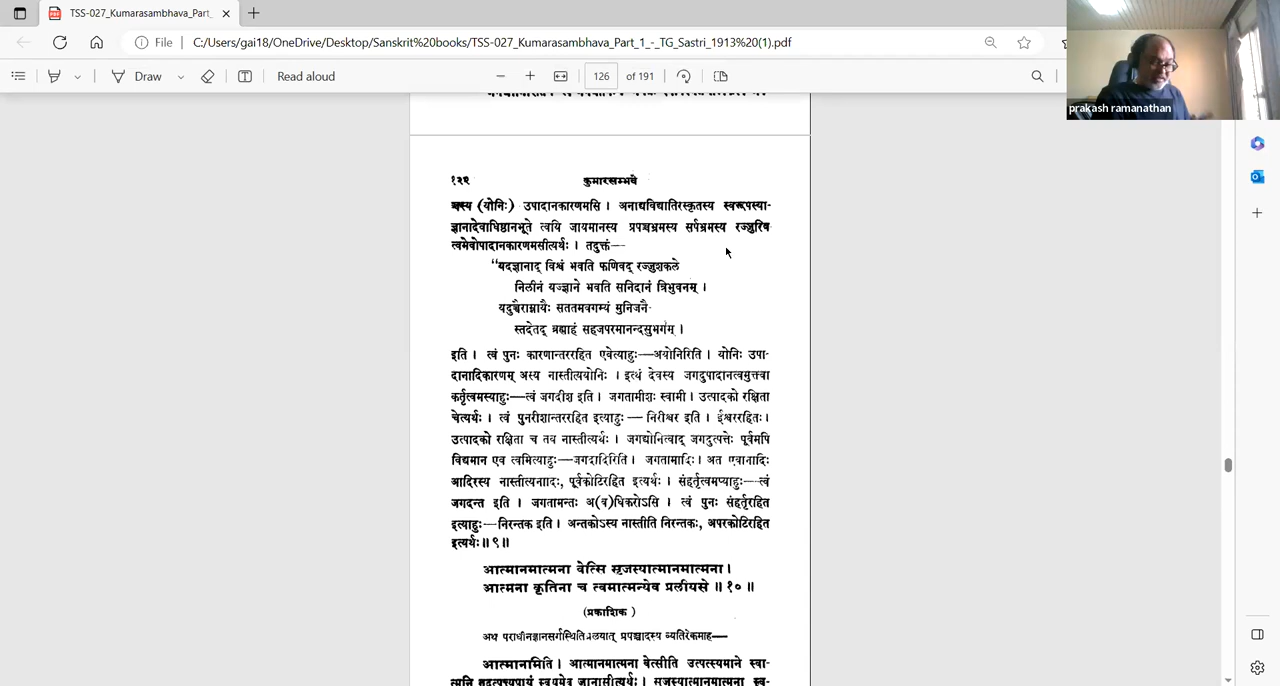 TSS-027_Kumarasambhava_Part_
File C:/Users/gai18/OneDrive/Desktop/Sanskrit%20books/TSS-027_Kumarasambhava_Part_1_-_TG_Sastri_1913%20(1).pdf
Draw Read aloud 126 of 191
prakash ramanathan
१२२ कुमारसम्भवे
(योनिः) उपादानकारणमसि । अनाद्यविद्यातिरस्कृतस्य स्वरूपस्या-
ज्ञानादेवाधिष्ठानभूते त्वयि जायमानस्य प्रपञ्चभ्रमस्य सर्पभ्रमस्य रज्जुरिव
त्वमेवोपादानकारणमसीत्यर्थः । तदुक्तं—
“यदज्ञानाद् विश्वं भवति फणिवद् रज्जुशकले
निलीनं यज्ज्ञाने भवति सनिदानं त्रिभुवनम् ।
यदुच्चैराम्नायैः सततमवगम्यं मुनिजनै-
स्तदेतद् ब्रह्माहं सहजपरमानन्दसुभगम् ।
इति । त्वं पुनः कारणान्तररहित एवेत्याहुः—अयोनिरिति । योनिः उपा-
दानादिकारणम् अस्य नास्तीत्ययोनिः । इत्थं देवस्य जगदुपादानत्वमुक्त्वा
कर्तृत्वमस्याहुः—त्वं जगदीश इति । जगतामीशः स्वामी । उत्पादको रक्षिता
चेत्यर्थः । त्वं पुनरीशान्तररहित इत्याहुः— निरीश्वर इति । ईश्वररहितः ।
उत्पादको रक्षिता च तव नास्तीत्यर्थः । जगद्योनित्वाद् जगदुत्पत्तेः पूर्वमपि
विद्यमान एव त्वमित्याहुः—जगदादिरिति । जगतामादिः । अत एवानादिः
आदिरस्य नास्तीत्यनादिः, पूर्वकोटिरहित इत्यर्थः । संहर्तृत्वमप्याहुः—त्वं
जगदन्त इति । जगतामन्तः अ(व)धिकरोऽसि । त्वं पुनः संहर्तृरहित
इत्याहुः—निरन्तक इति । अन्तकोऽस्य नास्तीति निरन्तकः, अपरकोटिरहित
इत्यर्थः ॥ ९ ॥
आत्मानमात्मना वेत्सि सृजस्यात्मानमात्मना ।
आत्मना कृतिना च त्वमात्मन्येव प्रलीयसे ॥ १० ॥
(प्रकाशिक )
अथ पराधीनज्ञानसर्गस्थितिप्रलयात् प्रपञ्चादस्य व्यतिरेकमाह—
आत्मानमिति । आत्मानमात्मना वेत्सीति उत्पत्स्यमाने स्वा-